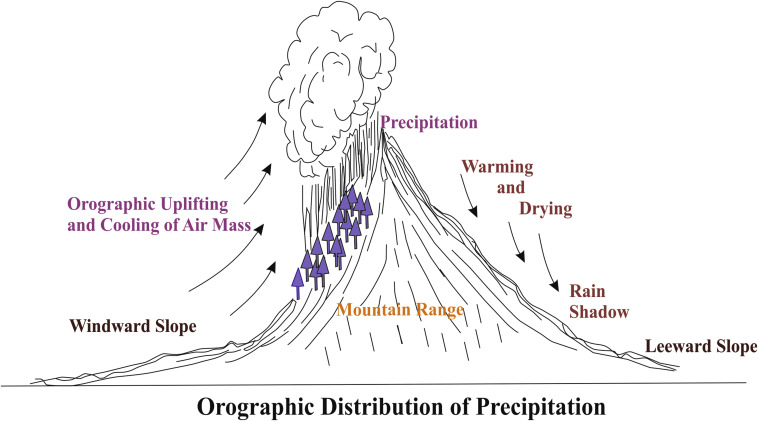 Precipitation
Warming
and
Drying
Orographic Uplifting
and Cooling of Air Mass
Rain
Shadow
Mountain Range
Windward Slope
Leeward Slope
Orographic Distribution of Precipitation